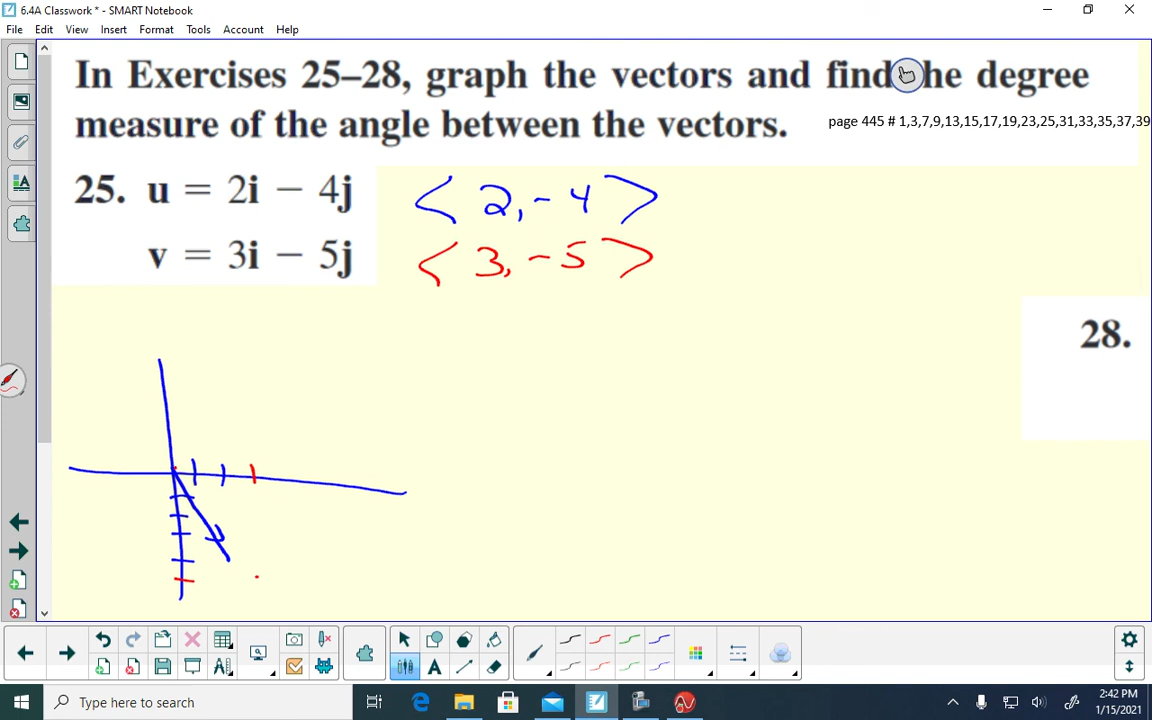 6.4A Classwork * - SMART Notebook
File Edit View Insert Format Tools Help Account
In Exercises 25–28, graph the vectors and find he degree
measure of the angle between the vectors.
page 445 # 1,3,7,9,13,15,17,19,23,25,31,33,35,37,39
25. u = 2i − 4j
< 2, -4 >
v = 3i − 5j
< 3, -5 >
28.
Type here to search
2:42 PM
1/15/2021